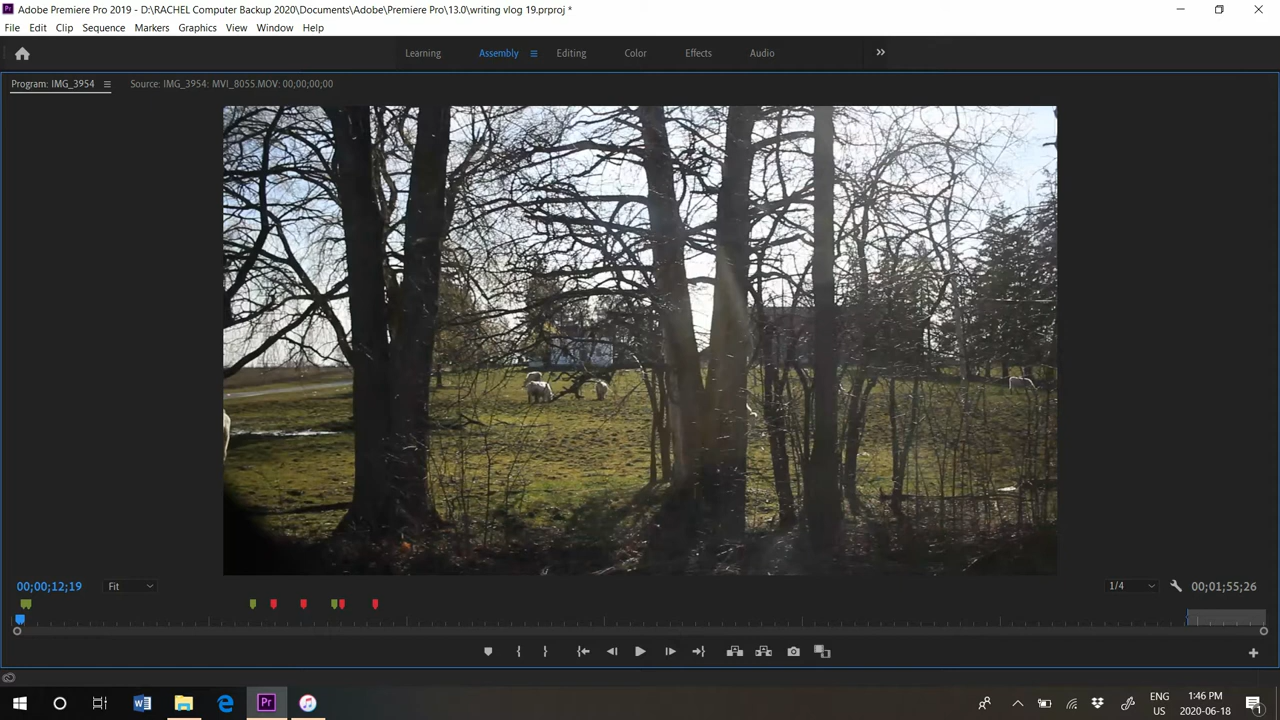 Adobe Premiere Pro 2019 - D:\RACHEL Computer Backup 2020\Documents\Adobe\Premiere Pro\13.0\writing vlog 19.prproj *
File Edit Clip Sequence Markers Graphics View Window Help
Learning Assembly Editing Color Effects Audio
Program: IMG_3954 Source: IMG_3954: MVI_8055.MOV: 00;00;00;00
00;00;12;19 Fit 1/4 00;01;55;26
ENG 1:46 PM
US 2020-06-18 1